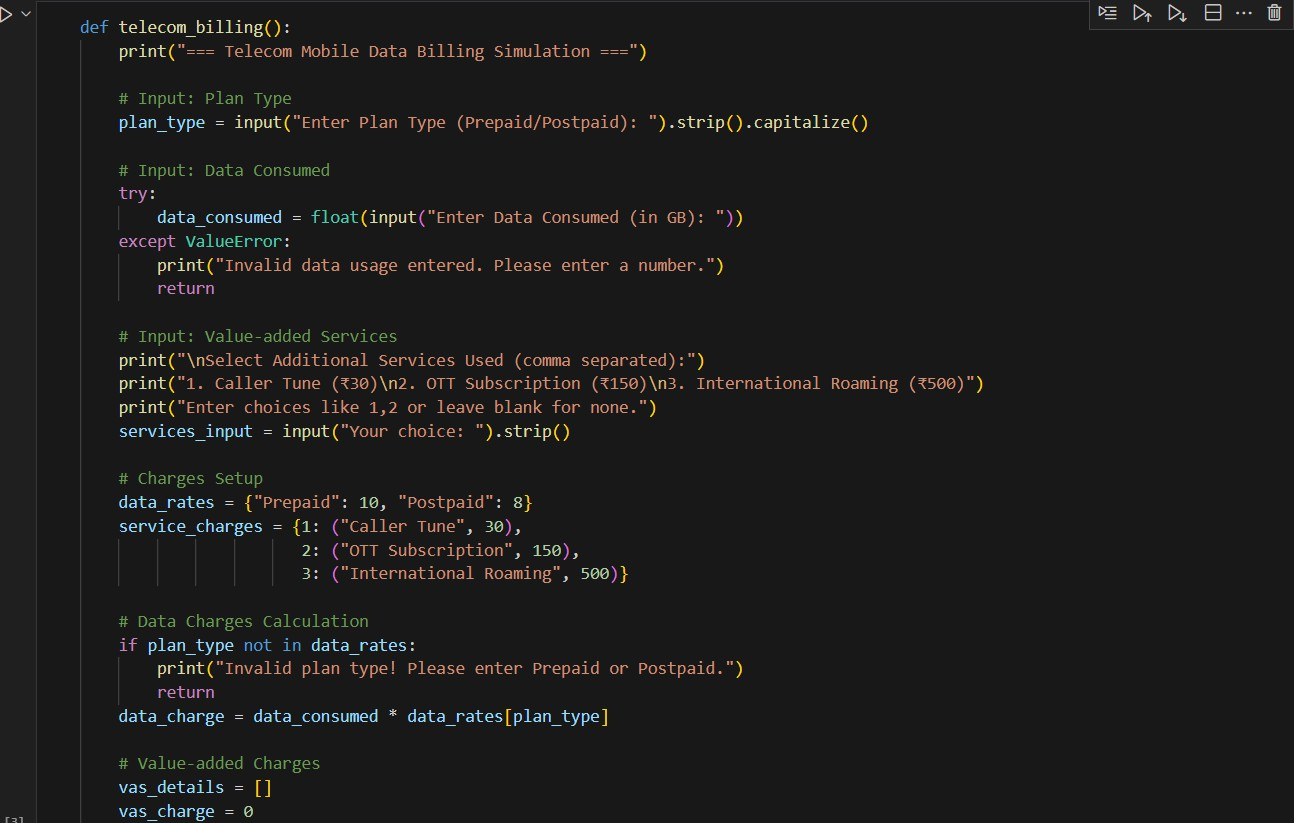 def telecom_billing():
    print("=== Telecom Mobile Data Billing Simulation ===")

    # Input: Plan Type
    plan_type = input("Enter Plan Type (Prepaid/Postpaid): ").strip().capitalize()

    # Input: Data Consumed
    try:
        data_consumed = float(input("Enter Data Consumed (in GB): "))
    except ValueError:
        print("Invalid data usage entered. Please enter a number.")
        return

    # Input: Value-added Services
    print("\nSelect Additional Services Used (comma separated):")
    print("1. Caller Tune (₹30)\n2. OTT Subscription (₹150)\n3. International Roaming (₹500)")
    print("Enter choices like 1,2 or leave blank for none.")
    services_input = input("Your choice: ").strip()

    # Charges Setup
    data_rates = {"Prepaid": 10, "Postpaid": 8}
    service_charges = {1: ("Caller Tune", 30),
                       2: ("OTT Subscription", 150),
                       3: ("International Roaming", 500)}

    # Data Charges Calculation
    if plan_type not in data_rates:
        print("Invalid plan type! Please enter Prepaid or Postpaid.")
        return
    data_charge = data_consumed * data_rates[plan_type]

    # Value-added Charges
    vas_details = []
    vas_charge = 0